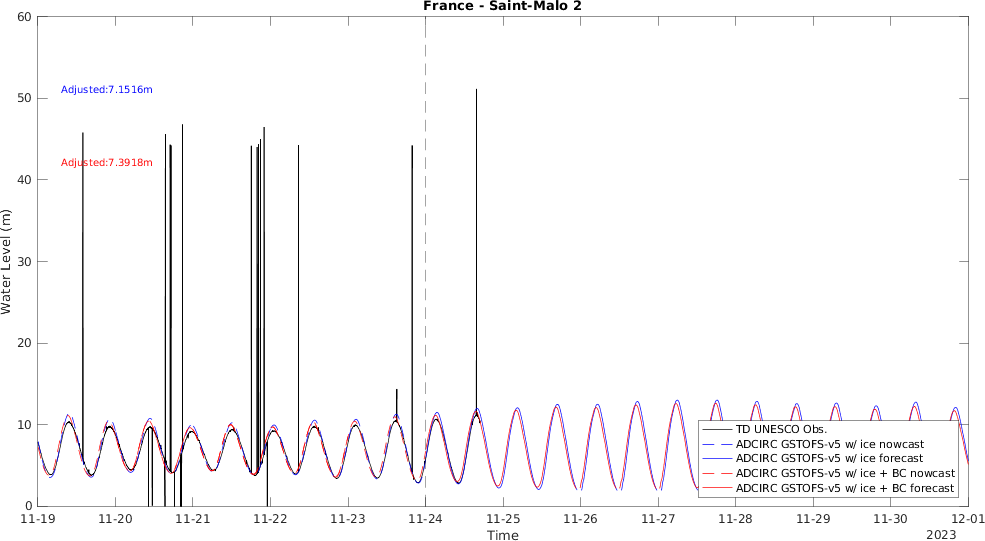 France - Saint-Malo 2
60
50
40
30
20
10
0
Water Level (m)
Adjusted:7.1516m
Adjusted:7.3918m
TD UNESCO Obs.
ADCIRC GSTOFS-v5 w/ ice nowcast
ADCIRC GSTOFS-v5 w/ ice forecast
ADCIRC GSTOFS-v5 w/ ice + BC nowcast
ADCIRC GSTOFS-v5 w/ ice + BC forecast
11-19 11-20 11-21 11-22 11-23 11-24 11-25 11-26 11-27 11-28 11-29 11-30 12-01
Time
2023